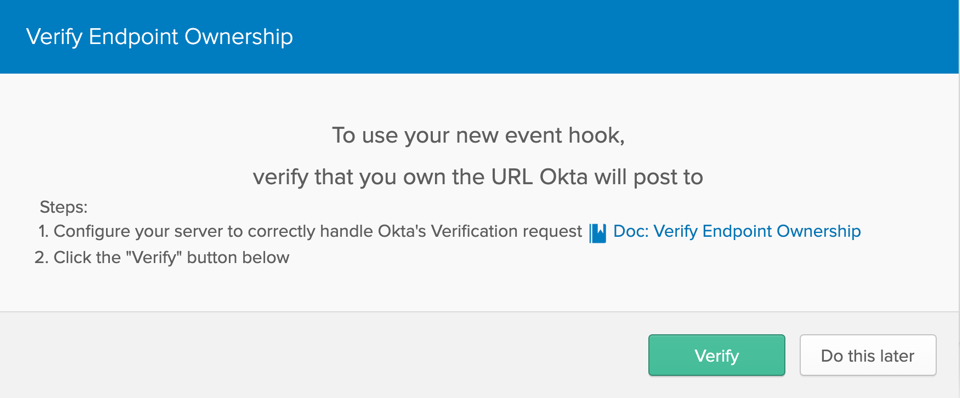 Verify Endpoint Ownership
To use your new event hook,
verify that you own the URL Okta will post to
Steps:
1. Configure your server to correctly handle Okta's Verification request Doc: Verify Endpoint Ownership
2. Click the "Verify" button below
Verify Do this later